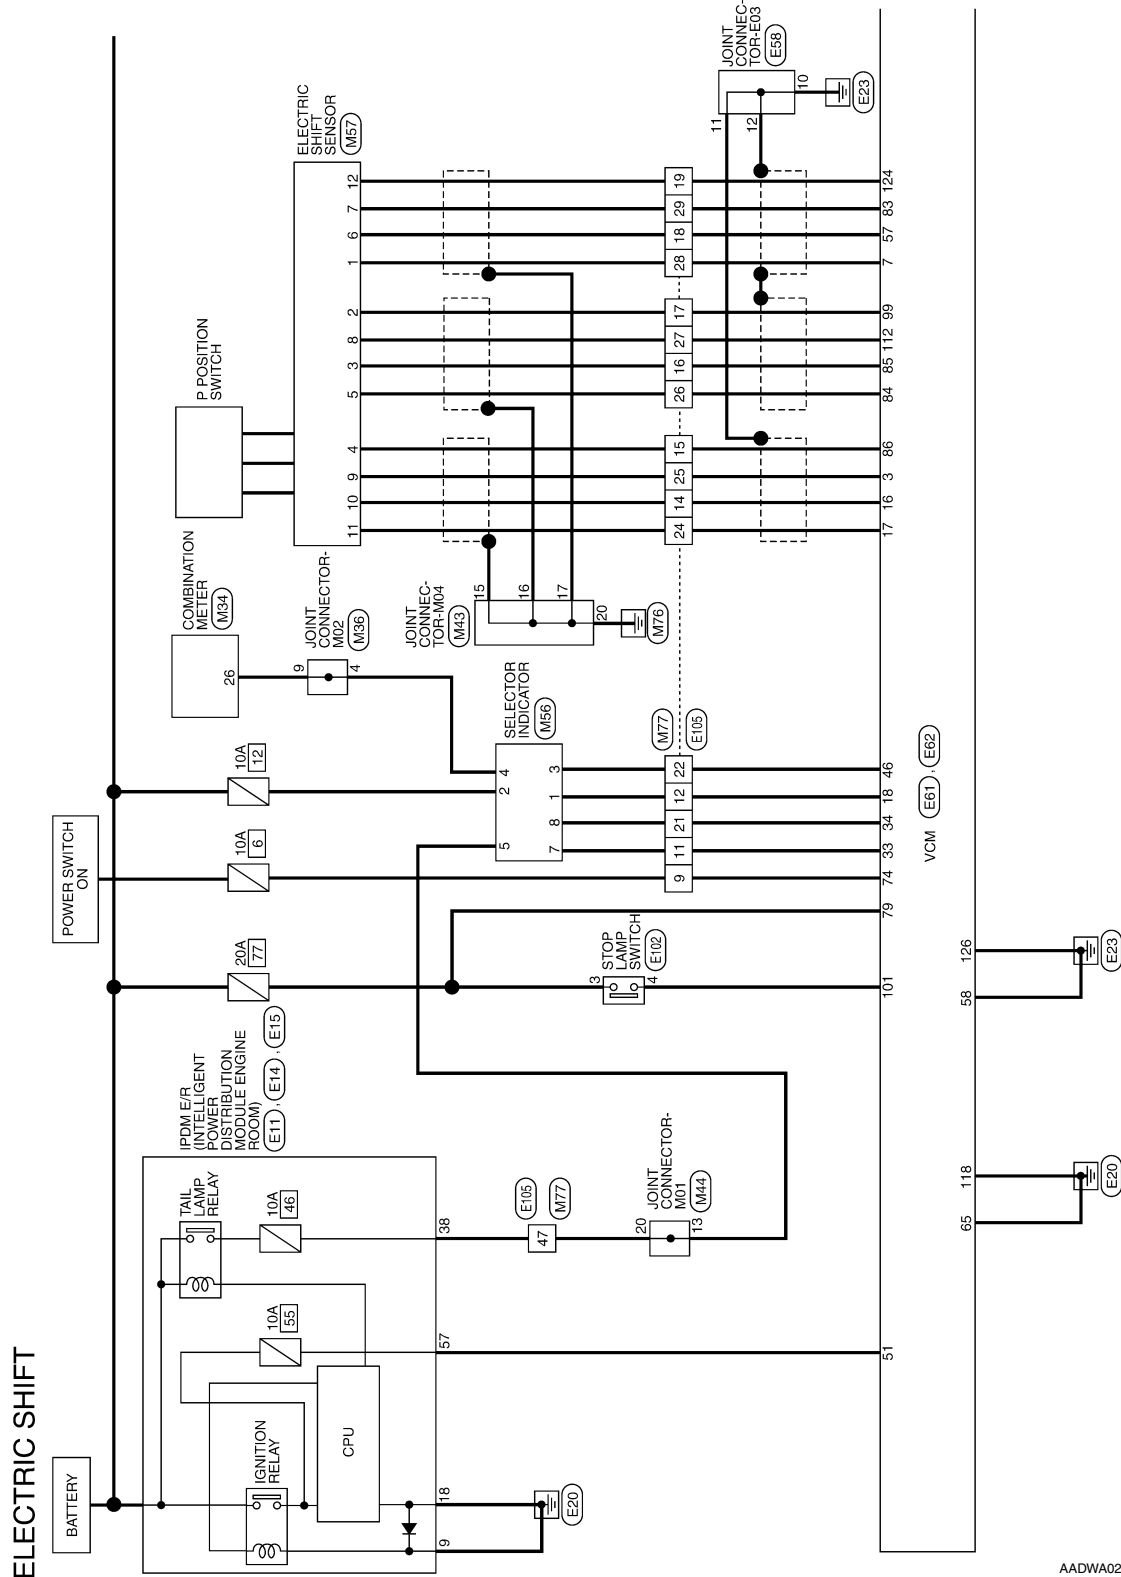 ELECTRIC SHIFT
BATTERY
POWER SWITCH
ON
IPDM E/R
(INTELLIGENT
POWER
DISTRIBUTION
MODULE ENGINE
ROOM)
E11 , E14 , E15
TAIL
LAMP
RELAY
10A
46
10A
55
IGNITION
RELAY
CPU
9
18
57
38
E20
20A
77
10A
6
10A
12
COMBINATION
METER
M34
26
P POSITION
SWITCH
JOINT
CONNECTOR-
M02
M36
9
4
ELECTRIC
SHIFT
SENSOR
M57
11
10
9
4
5
3
8
2
1
6
7
12
JOINT
CONNEC-
TOR-M04
M43
15
16
17
20
M76
SELECTOR
INDICATOR
M56
5
2
4
7
8
1
3
E105
M77
47
JOINT
CONNECTOR-
M01
M44
20
13
STOP
LAMP
SWITCH
E102
3
4
M77
E105
9
11
21
12
22
24
14
25
15
26
16
27
17
28
18
29
19
JOINT
CONNEC-
TOR-E03
E58
11
12
10
E23
51
101
79
74
33
34
18
46
17
16
3
86
84
85
112
99
7
57
83
124
VCM
E61 , E62
65
118
58
126
E20
E23
AADWA02